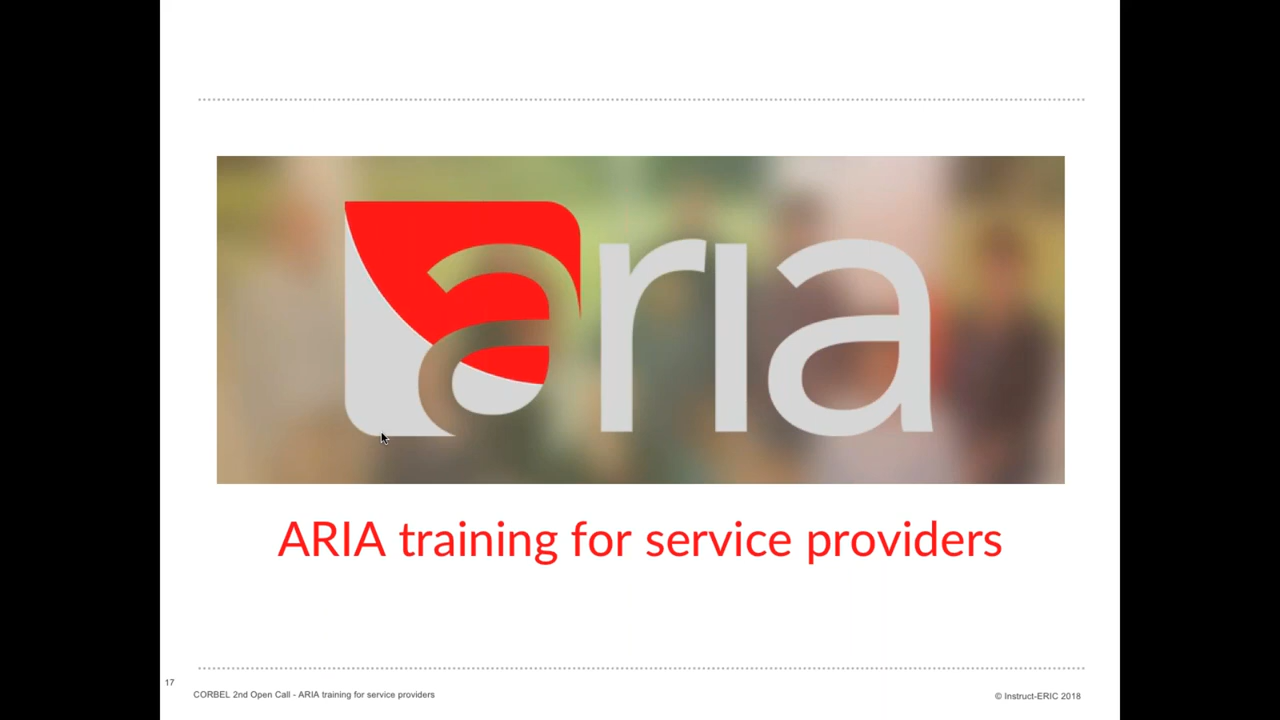 aria
ARIA training for service providers
17
CORBEL 2nd Open Call - ARIA training for service providers
© Instruct-ERIC 2018